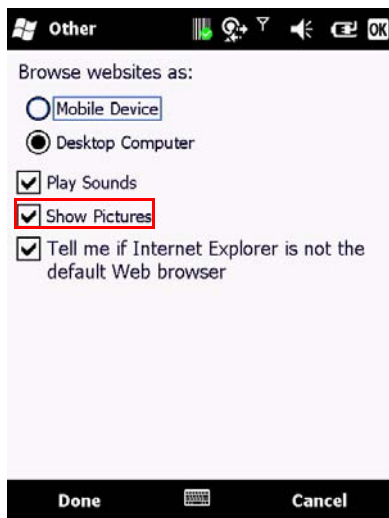 Other
OK
Browse websites as:
Mobile Device
Desktop Computer
Play Sounds
Show Pictures
Tell me if Internet Explorer is not the
default Web browser
Done
Cancel